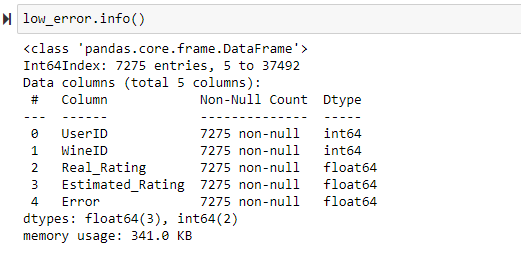 low_error.info()
<class 'pandas.core.frame.DataFrame'>
Int64Index: 7275 entries, 5 to 37492
Data columns (total 5 columns):
 #   Column            Non-Null Count  Dtype
---  ------            --------------  -----
 0   UserID            7275 non-null   int64
 1   WineID            7275 non-null   int64
 2   Real_Rating       7275 non-null   float64
 3   Estimated_Rating  7275 non-null   float64
 4   Error             7275 non-null   float64
dtypes: float64(3), int64(2)
memory usage: 341.0 KB